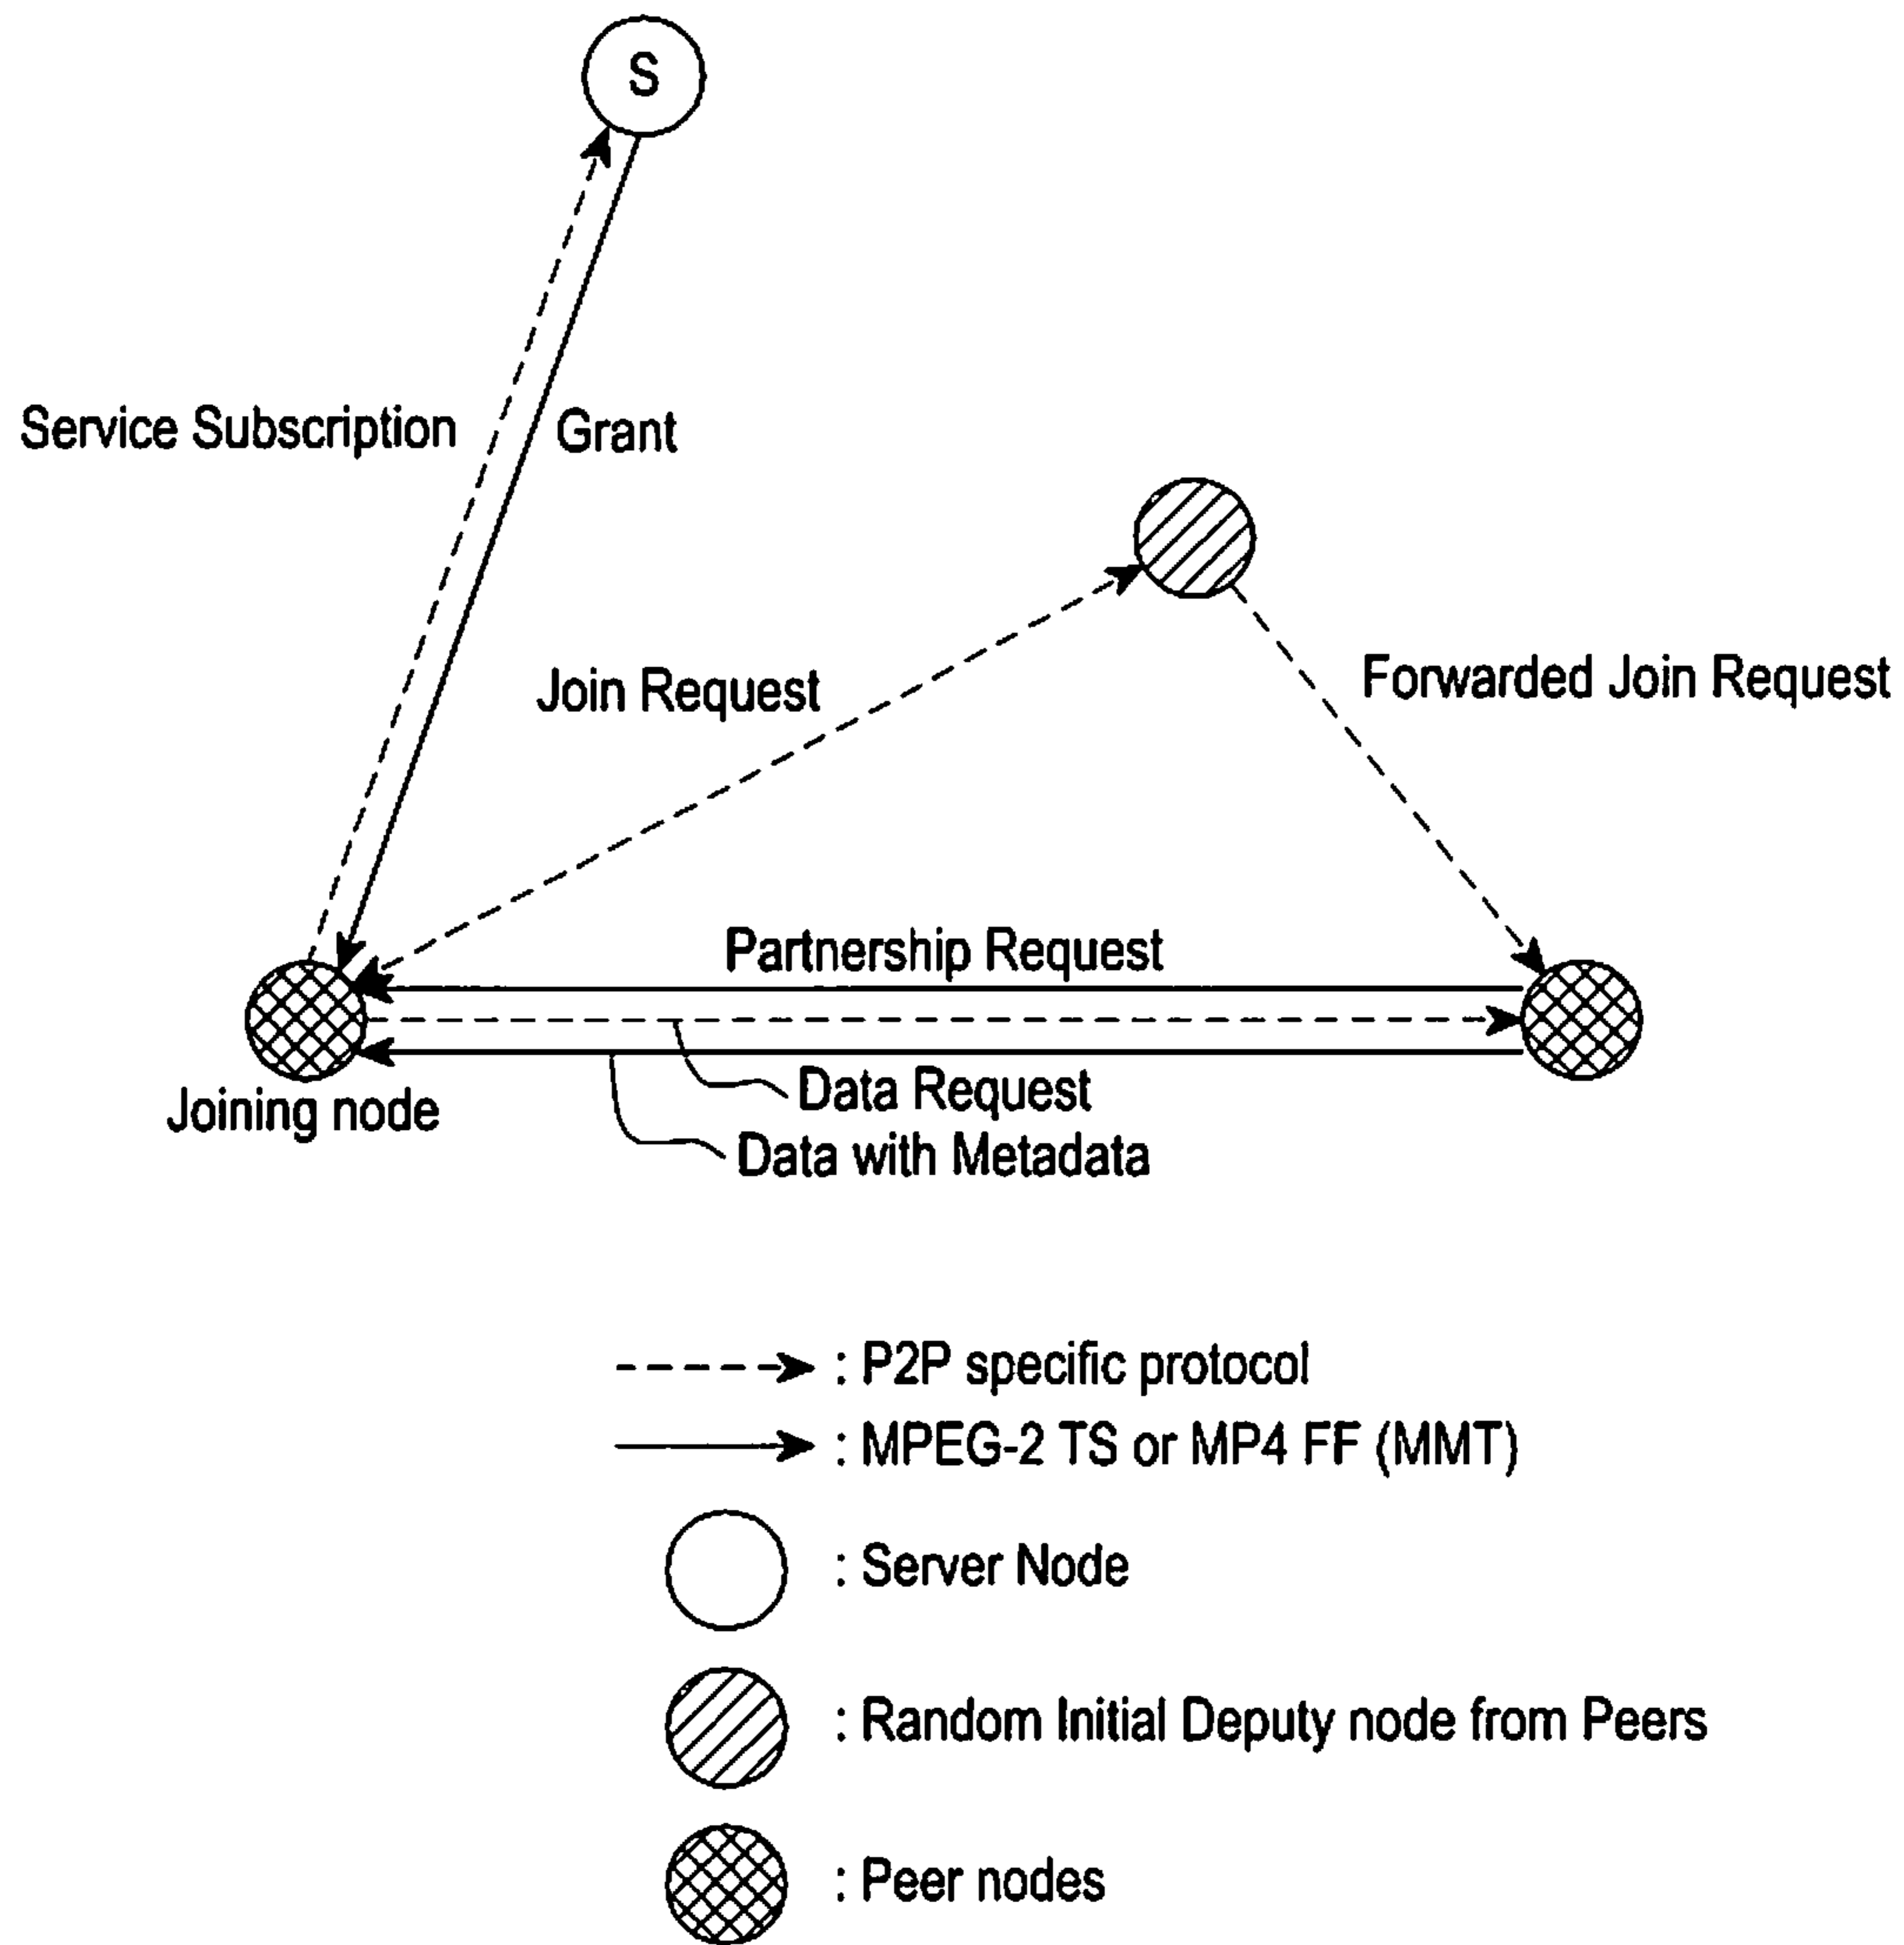 S
Service Subscription
Grant
Join Request
Forwarded Join Request
Partnership Request
Data Request
Joining node
Data with Metadata
: P2P specific protocol
: MPEG-2 TS or MP4 FF (MMT)
: Server Node
: Random Initial Deputy node from Peers
: Peer nodes